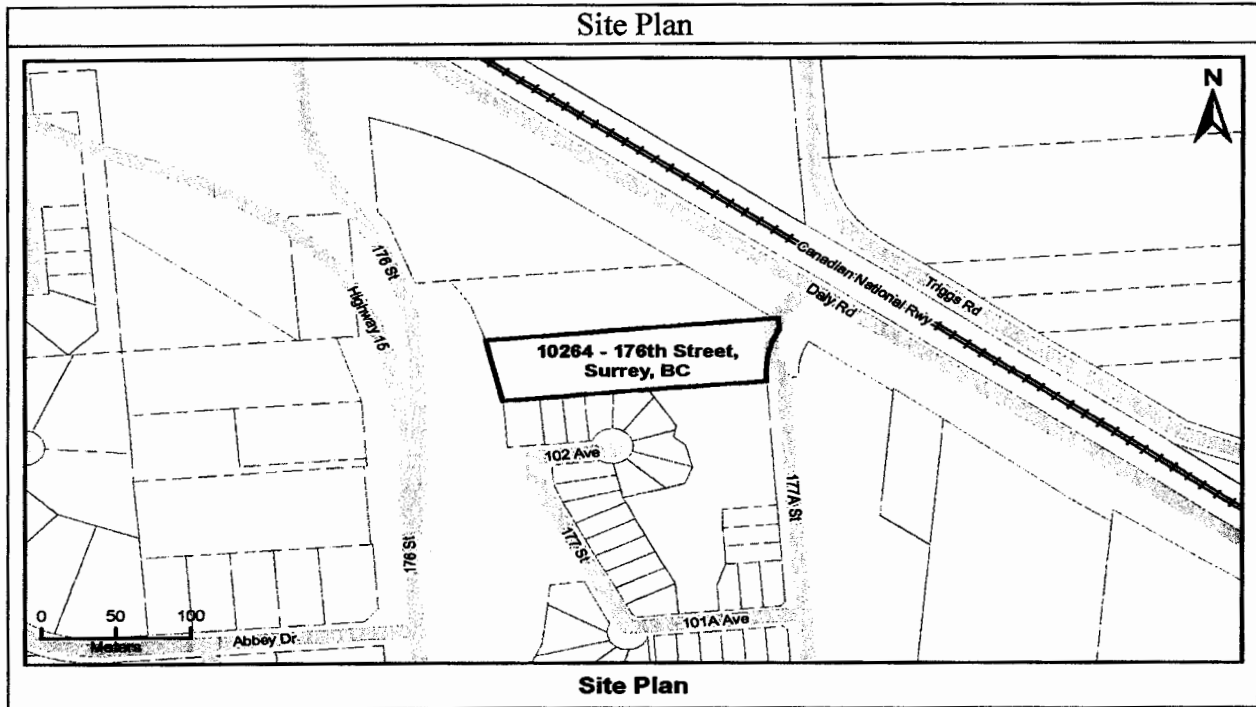 Site Plan
N
176 St
Highway 15
Canadian National Rwy
Triggs Rd
Daly Rd
10264 - 176th Street,
Surrey, BC
102 Ave
177 St
177A St
176 St
101A Ave
0 50 100
Meters
Abbey Dr
Site Plan